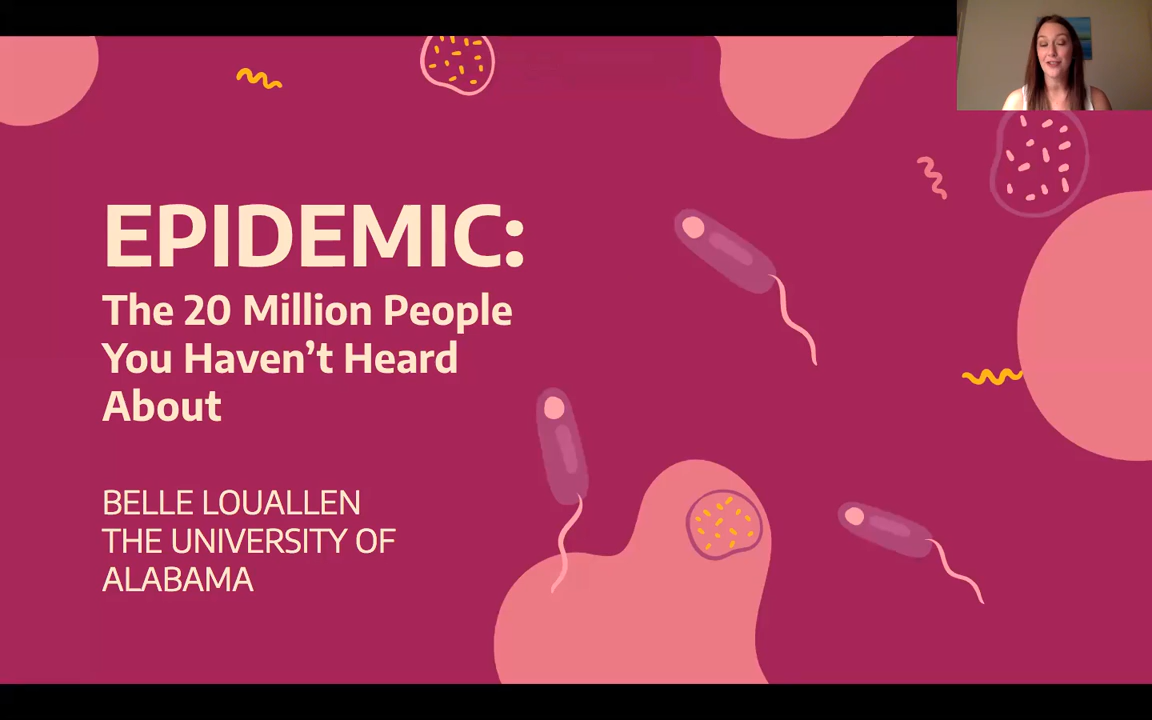 EPIDEMIC:
The 20 Million People
You Haven’t Heard
About
BELLE LOUALLEN
THE UNIVERSITY OF
ALABAMA